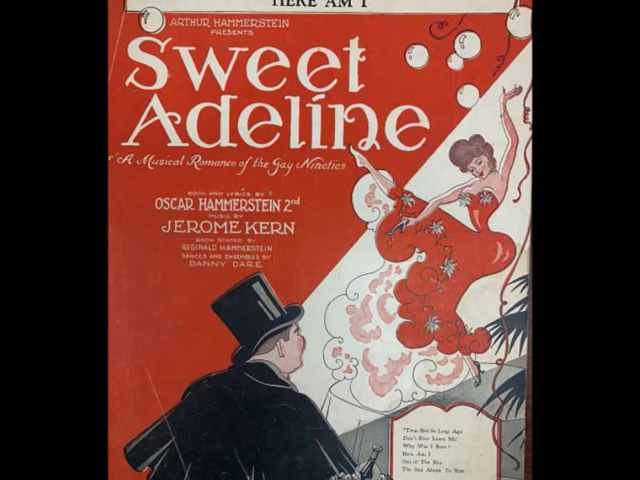 HERE AM I
ARTHUR HAMMERSTEIN
PRESENTS
Sweet
Adeline
A Musical Romance of the Gay Nineties
BOOK AND LYRICS BY
OSCAR HAMMERSTEIN 2nd
MUSIC BY
JEROME KERN
BOOK STAGED BY
REGINALD HAMMERSTEIN
DANCES AND ENSEMBLES BY
DANNY DARE
'Twas Not So Long Ago
Don't Ever Leave Me!
Why Was I Born?
Here Am I
Out of The Blue
The Sun About To Rise